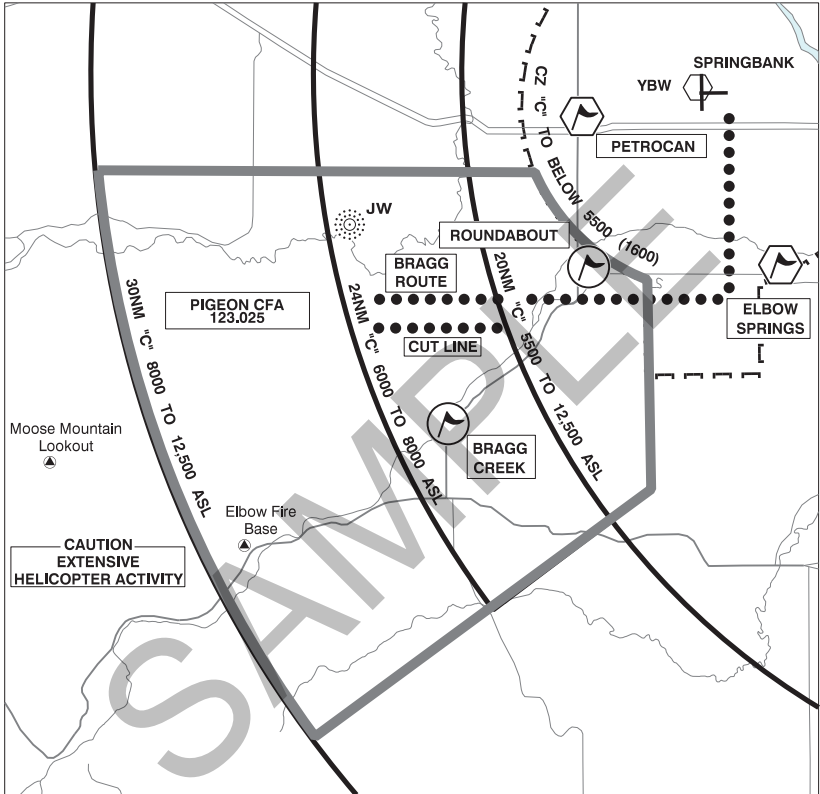 SPRINGBANK
YBW
PETROCAN
CZ "C" TO BELOW 5500 (1600)
JW
ROUNDABOUT
BRAGG
ROUTE
PIGEON CFA
123.025
ELBOW
SPRINGS
CUT LINE
30NM "C" 8000 TO 12,500 ASL
24NM "C" 6000 TO 8000 ASL
20NM "C" 5500 TO 12,500 ASL
Moose Mountain
Lookout
BRAGG
CREEK
Elbow Fire
Base
CAUTION
EXTENSIVE
HELICOPTER ACTIVITY
SAMPLE